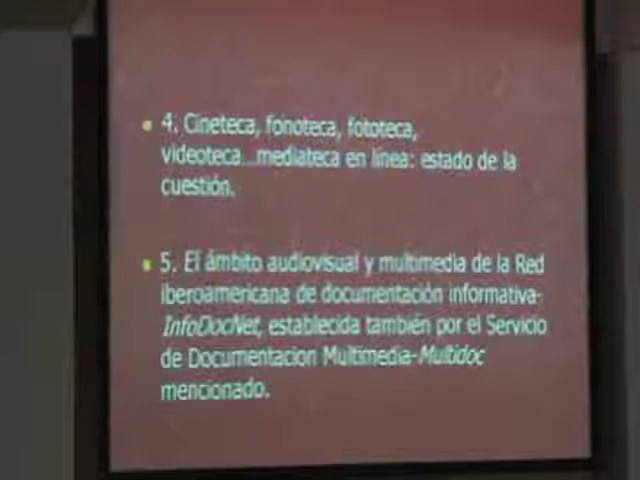 • 4. Cineteca, fonoteca, fototeca,
videoteca...mediateca en línea: estado de la
cuestión.
• 5. El ámbito audiovisual y multimedia de la Red
iberoamericana de documentación informativa-
InfoDocNet, establecida también por el Servicio
de Documentacion Multimedia-Multidoc
mencionado.